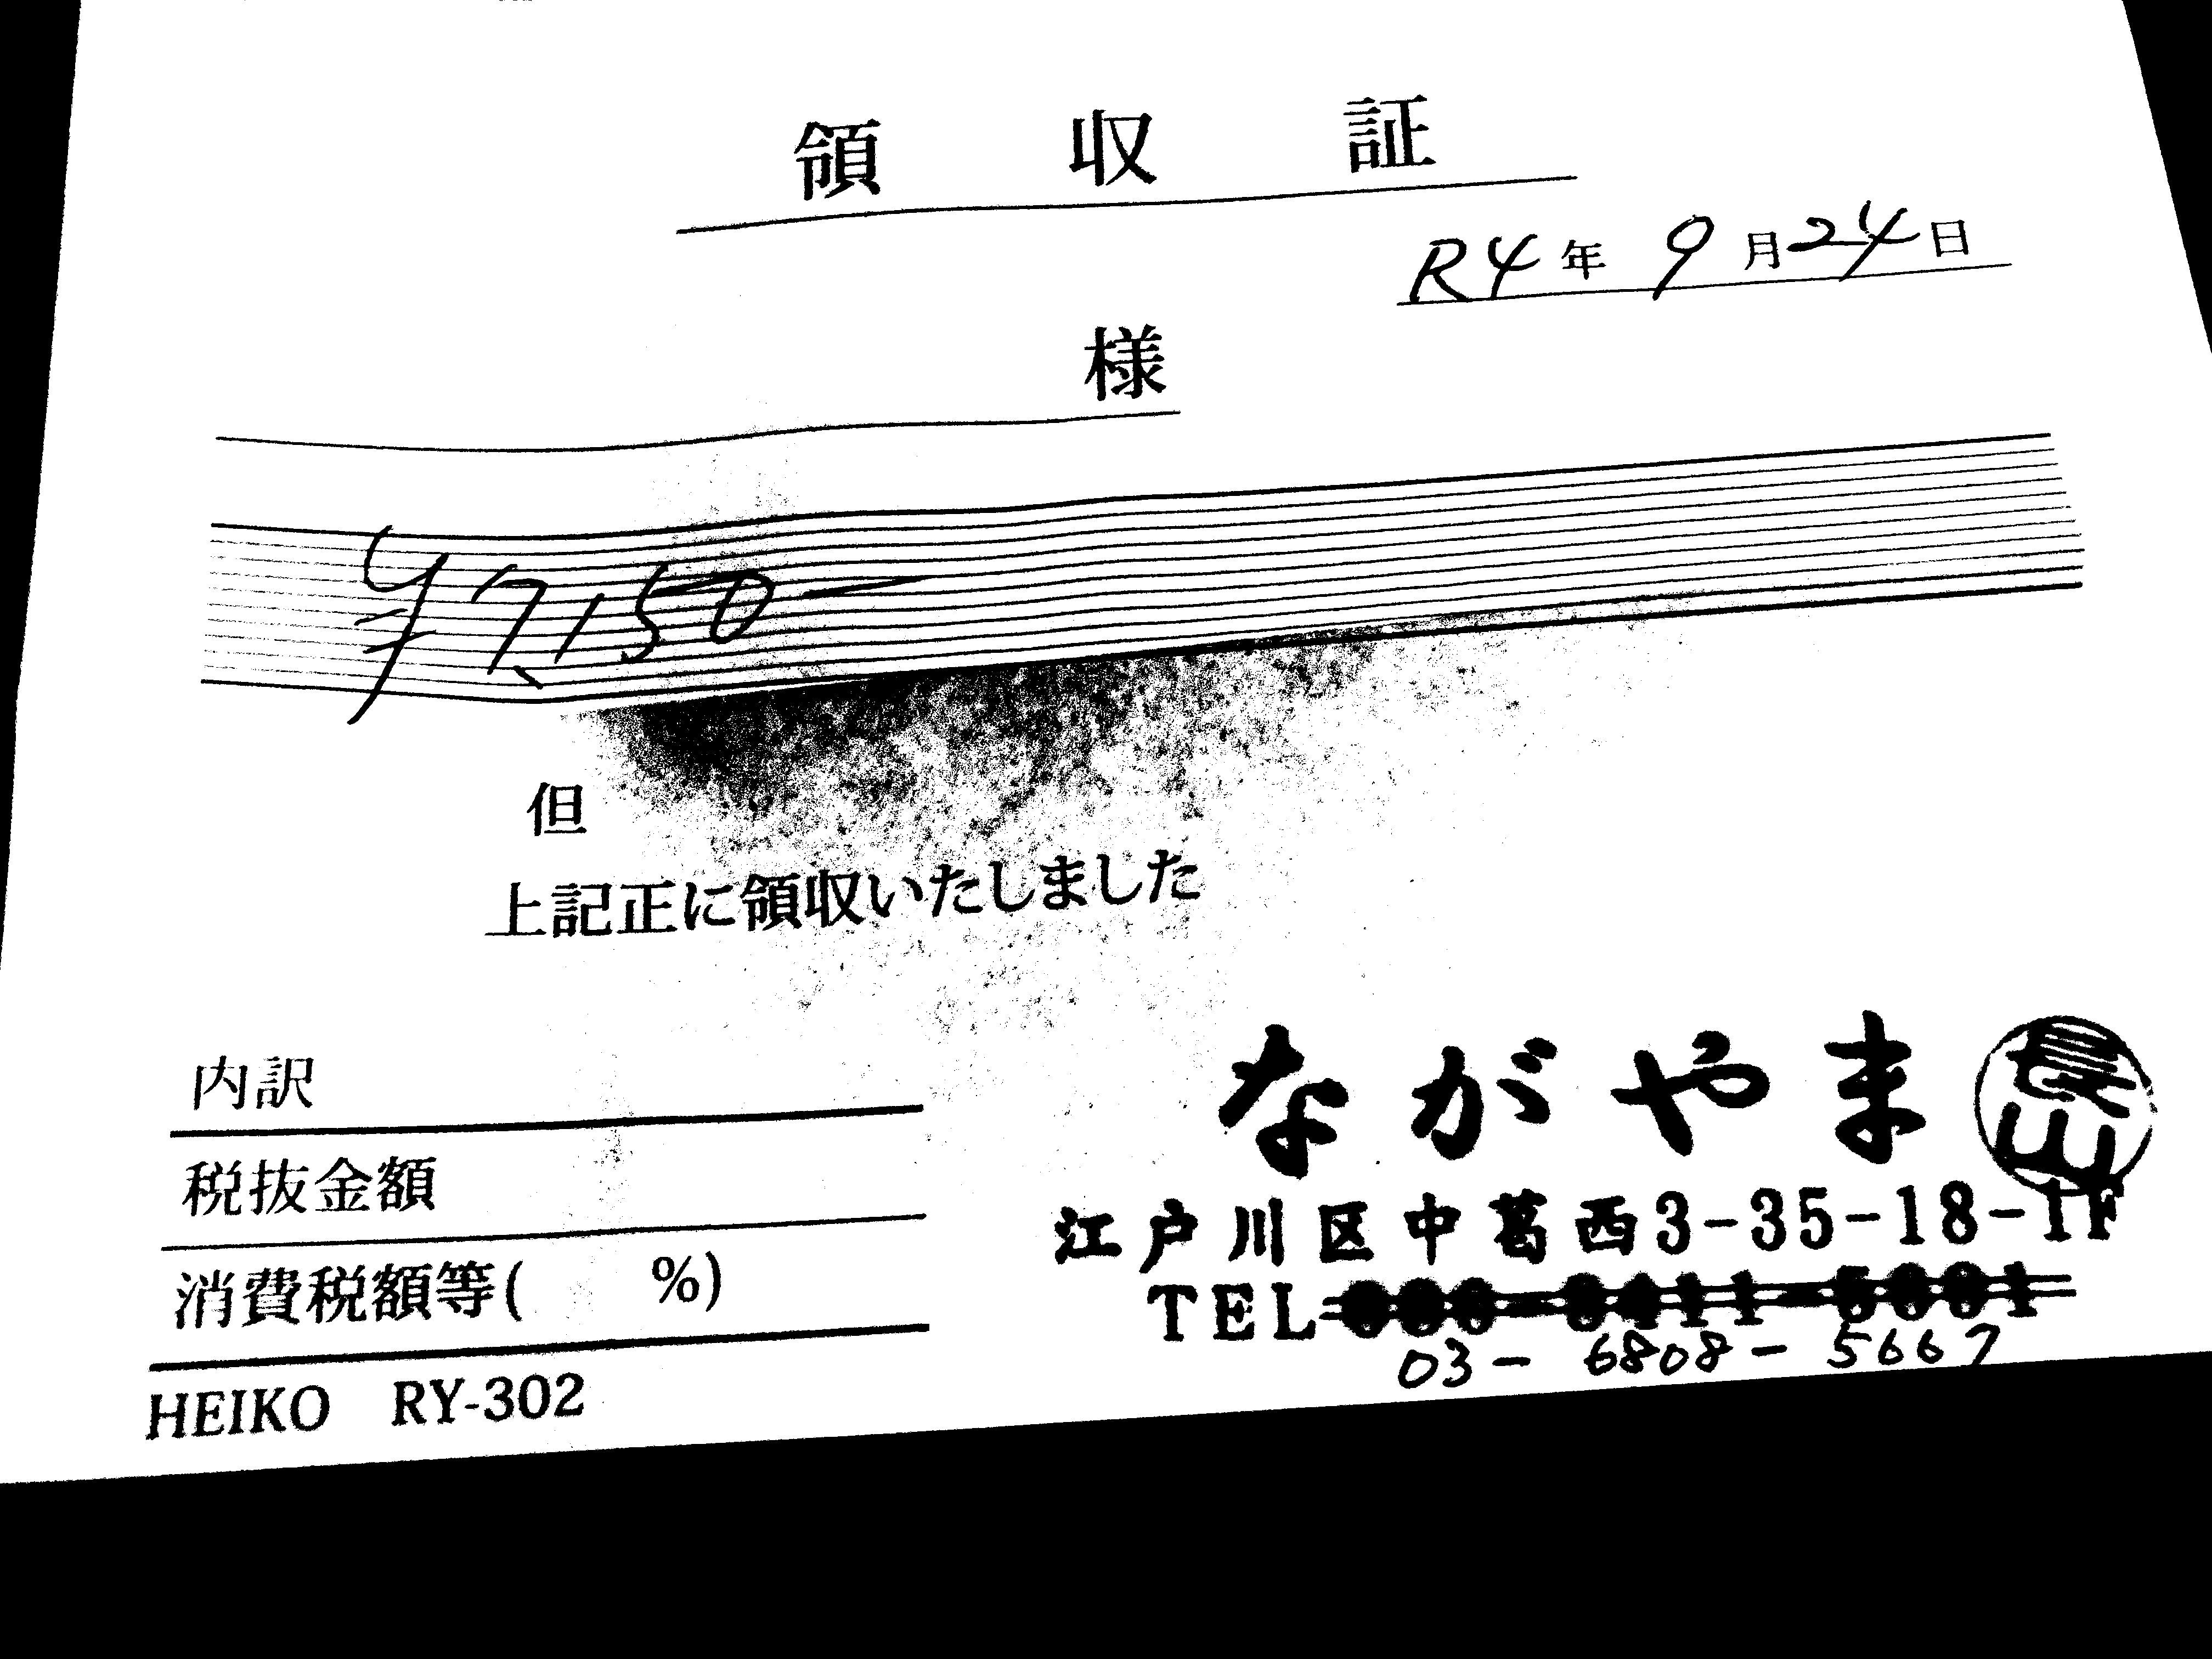 領収証
R4年9月24日
様
¥7,150-
但
上記正に領収いたしました
内訳
税抜金額
消費税額等( %)
HEIKO RY-302
ながやま 長山
江戸川区中葛西3-35-18-1F
TEL
03-6808-5667